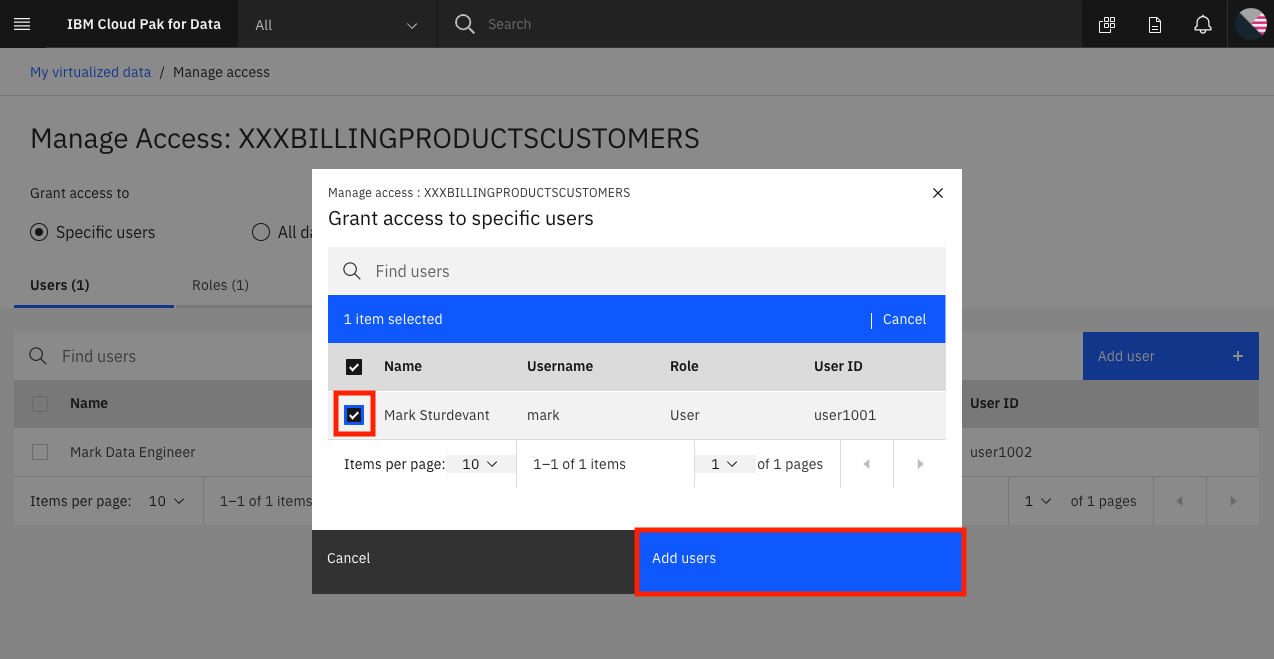 IBM Cloud Pak for Data All Search
My virtualized data / Manage access
Manage Access: XXXBILLINGPRODUCTSCUSTOMERS
Grant access to
Specific users All da
Users (1) Roles (1)
Find users Add user +
Name User ID
Mark Data Engineer user1002
Items per page: 10 1–1 of 1 items 1 of 1 pages
Manage access : XXXBILLINGPRODUCTSCUSTOMERS
Grant access to specific users
Find users
1 item selected | Cancel
Name Username Role User ID
Mark Sturdevant mark User user1001
Items per page: 10 1–1 of 1 items 1 of 1 pages
Cancel Add users